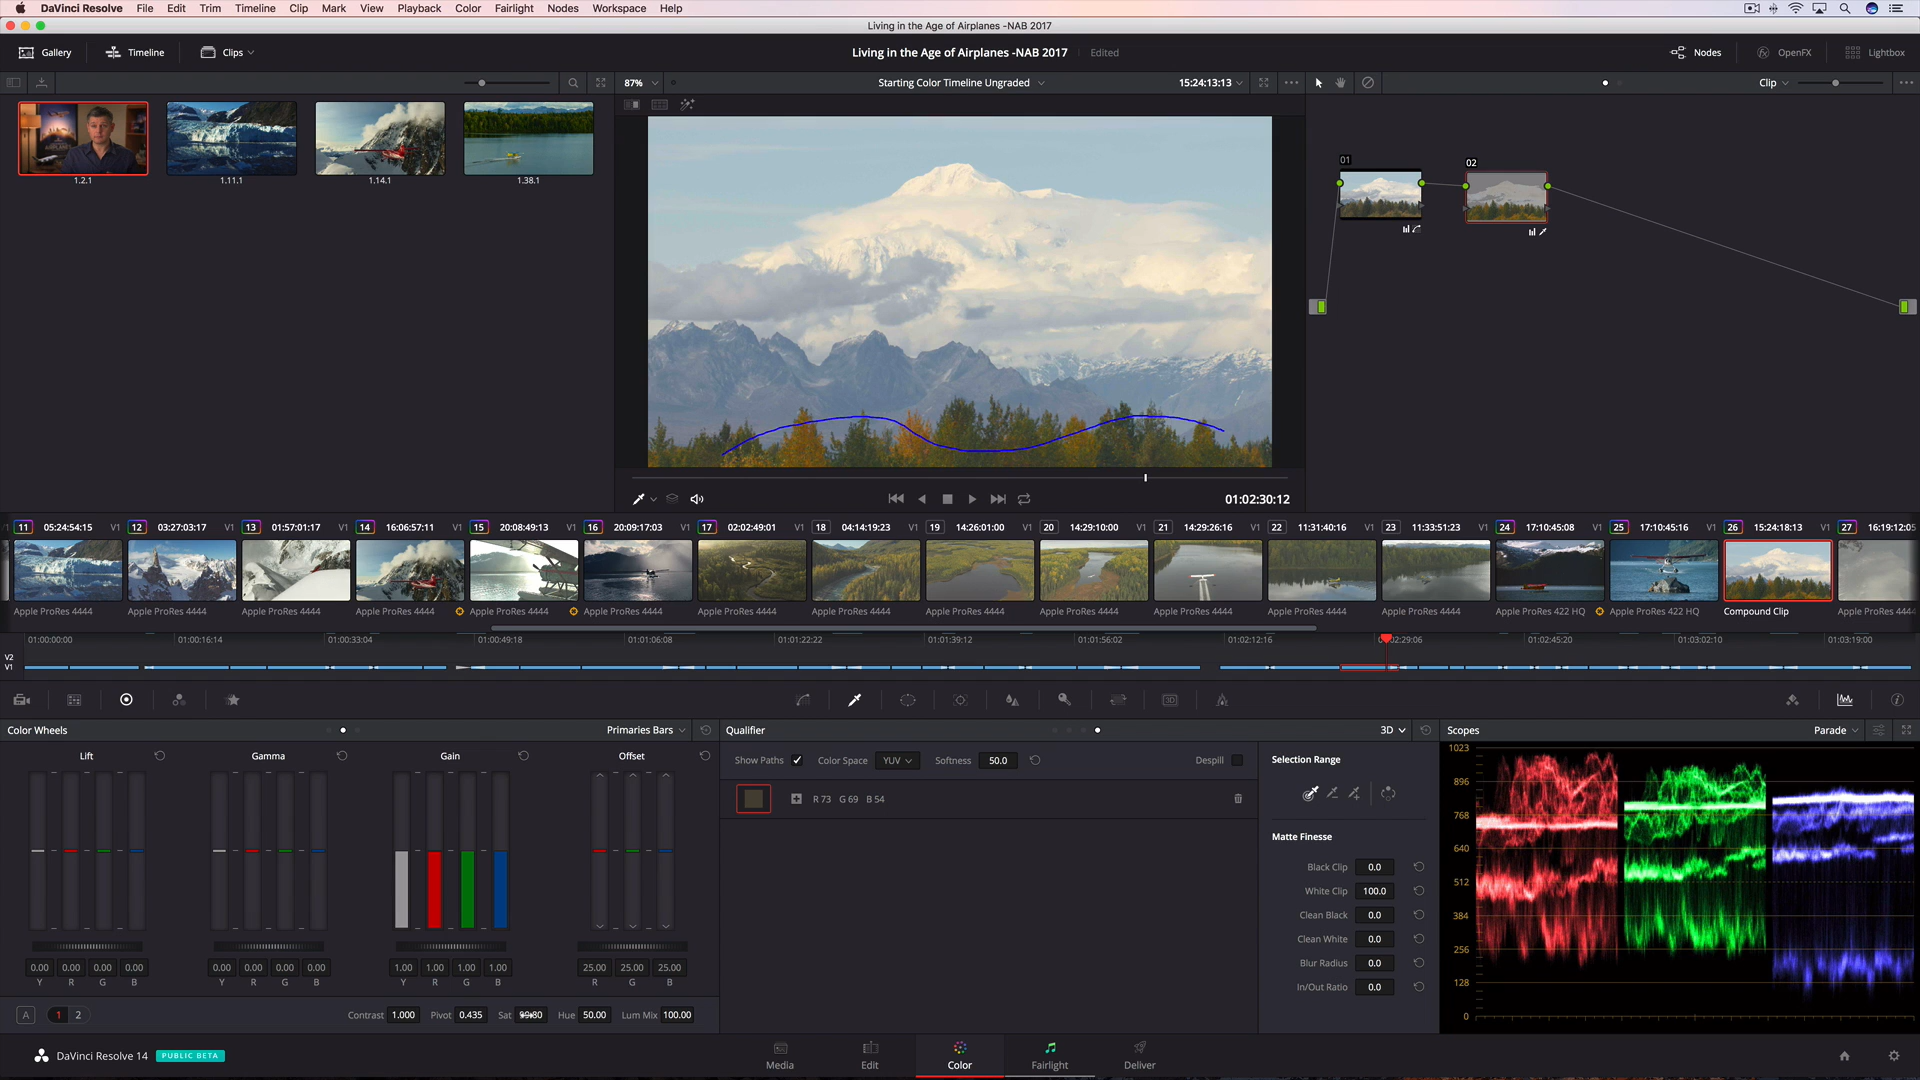 DaVinci Resolve File Edit Trim Timeline Clip Mark View Playback Color Fairlight Nodes Workspace Help
Living in the Age of Airplanes -NAB 2017
Gallery Timeline Clips Living in the Age of Airplanes -NAB 2017 Edited Nodes OpenFX Lightbox
87% Starting Color Timeline Ungraded 15:24:13:13 Clip
1.2.1 1.11.1 1.14.1 1.38.1
01 02
01:02:30:12
11 05:24:54:15 V1 12 03:27:03:17 V1 13 01:57:01:17 V1 14 16:06:57:11 V1 15 20:08:49:13 V1 16 20:09:17:03 V1 17 02:02:49:01 V1 18 04:14:19:23 V1 19 14:26:01:00 V1 20 14:29:10:00 V1 21 14:29:26:16 V1 22 11:31:40:16 V1 23 11:33:51:23 V1 24 17:10:45:08 V1 25 17:10:45:16 V1 26 15:24:18:13 V1 27 16:19:12:05
Apple ProRes 4444 Apple ProRes 4444 Apple ProRes 4444 Apple ProRes 4444 Apple ProRes 4444 Apple ProRes 4444 Apple ProRes 4444 Apple ProRes 4444 Apple ProRes 4444 Apple ProRes 4444 Apple ProRes 4444 Apple ProRes 4444 Apple ProRes 4444 Apple ProRes 422 HQ Apple ProRes 422 HQ Compound Clip Apple ProRes 4444
01:00:00:00 01:00:16:14 01:00:33:04 01:00:49:18 01:01:06:08 01:01:22:22 01:01:39:12 01:01:56:02 01:02:12:16 02:29:06 01:02:45:20 01:03:02:10 01:03:19:00
V2
V1
Color Wheels Primaries Bars Qualifier 3D Scopes Parade
Lift Gamma Gain Offset
Show Paths Color Space YUV Softness 50.0 Despill
R 73 G 69 B 54
Selection Range
Matte Finesse
Black Clip 0.0
White Clip 100.0
Clean Black 0.0
Clean White 0.0
Blur Radius 0.0
In/Out Ratio 0.0
1023
896
768
640
512
384
256
128
0
0.00 0.00 0.00 0.00 0.00 0.00 0.00 0.00 1.00 1.00 1.00 1.00 25.00 25.00 25.00
Y R G B Y R G B Y R G B R G B
A 1 2 Contrast 1.000 Pivot 0.435 Sat Hue 50.00 Lum Mix 100.00
DaVinci Resolve 14 PUBLIC BETA
Media Edit Color Fairlight Deliver